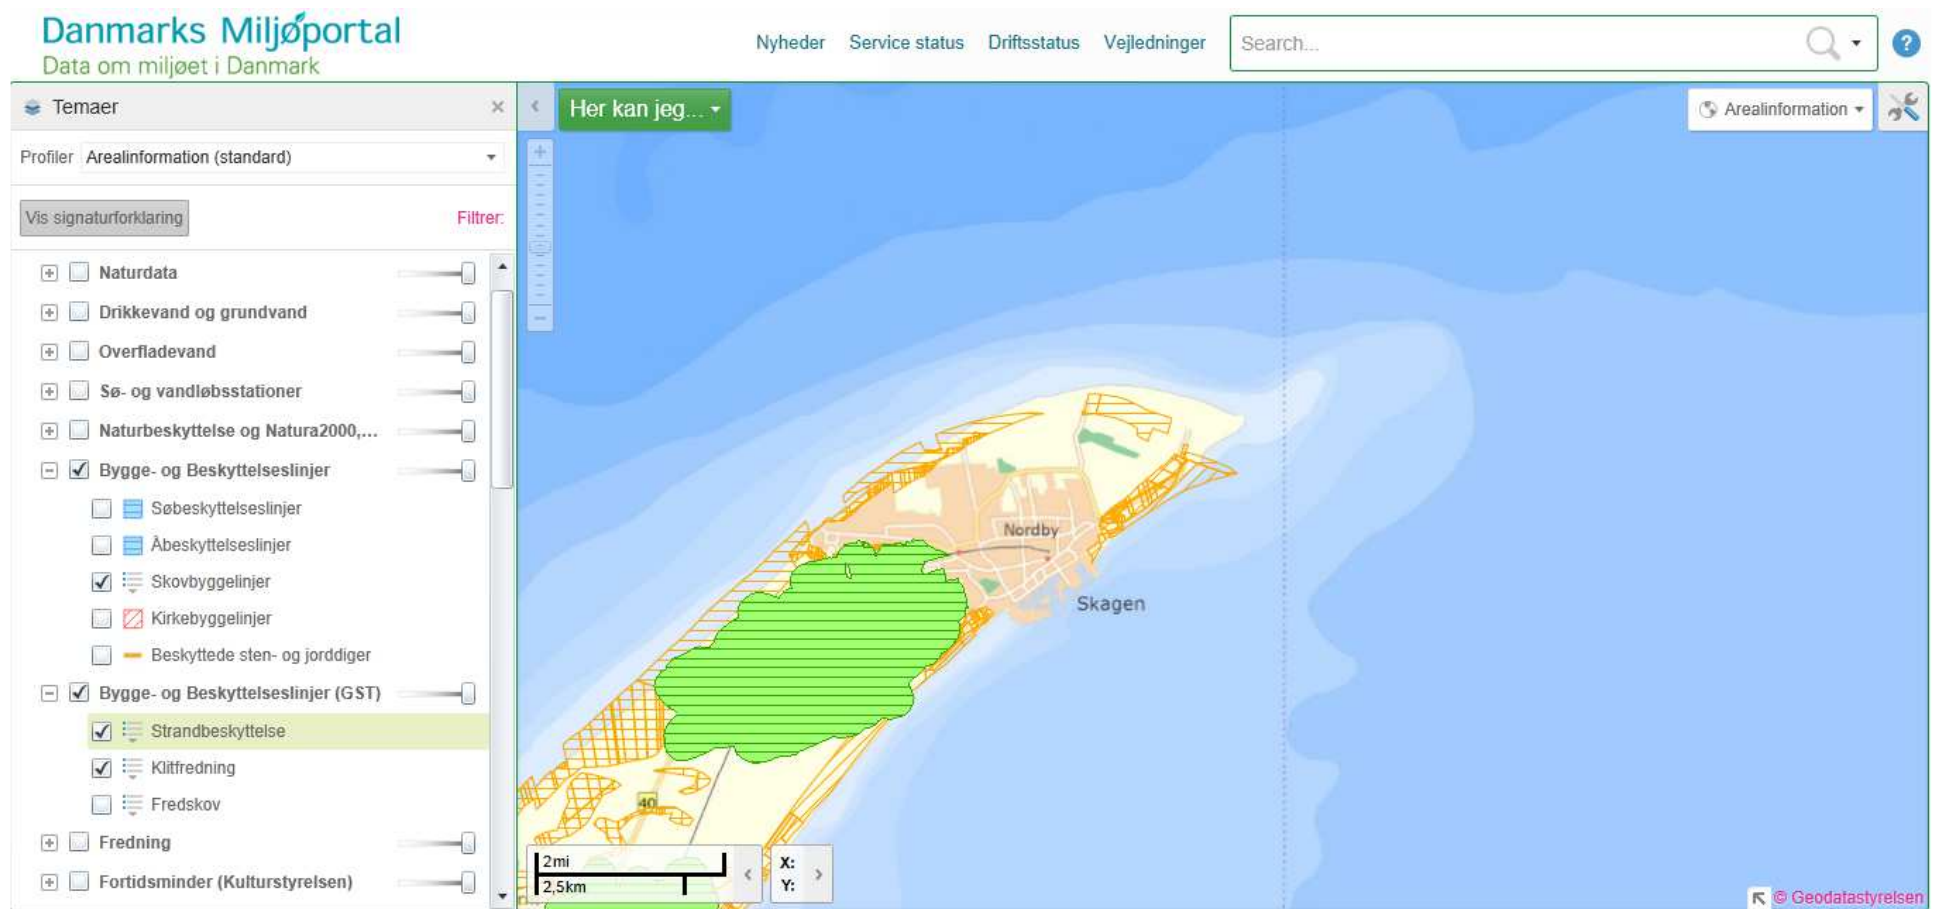 Danmarks Miljøportal
Data om miljøet i Danmark
Nyheder Service status Driftsstatus Vejledninger
Search...
?
Temaer
Her kan jeg...
Arealinformation
Profiler Arealinformation (standard)
Vis signaturforklaring
Filtrer:
Naturdata
Drikkevand og grundvand
Overfladevand
Sø- og vandløbsstationer
Naturbeskyttelse og Natura2000,...
Bygge- og Beskyttelseslinjer
Søbeskyttelseslinjer
Åbeskyttelseslinjer
Skovbyggelinjer
Kirkebyggelinjer
Beskyttede sten- og jorddiger
Bygge- og Beskyttelseslinjer (GST)
Strandbeskyttelse
Klitfredning
Fredskov
Fredning
Fortidsminder (Kulturstyrelsen)
Nordby
Skagen
40
2mi
2,5km
X:
Y:
© Geodatastyrelsen